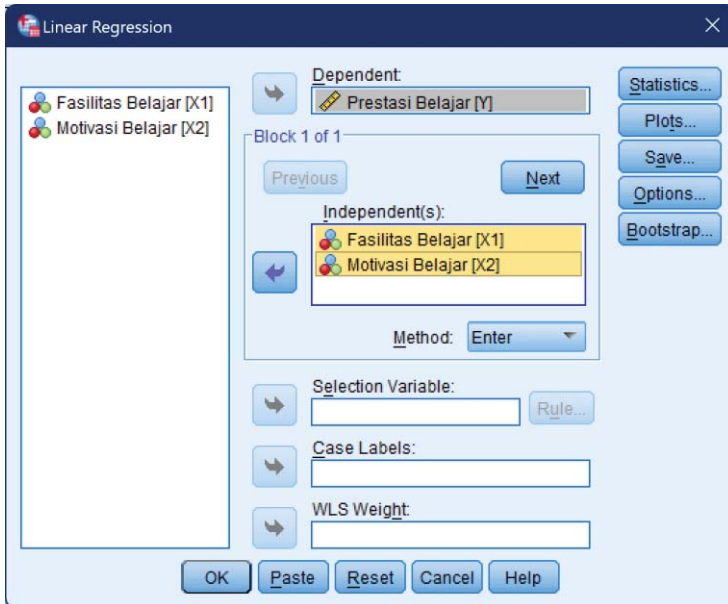 Linear Regression
Fasilitas Belajar [X1]
Motivasi Belajar [X2]
Dependent:
Prestasi Belajar [Y]
Block 1 of 1
Previous
Next
Independent(s):
Fasilitas Belajar [X1]
Motivasi Belajar [X2]
Method:
Enter
Selection Variable:
Rule...
Case Labels:
WLS Weight:
Statistics...
Plots...
Save...
Options...
Bootstrap...
OK
Paste
Reset
Cancel
Help